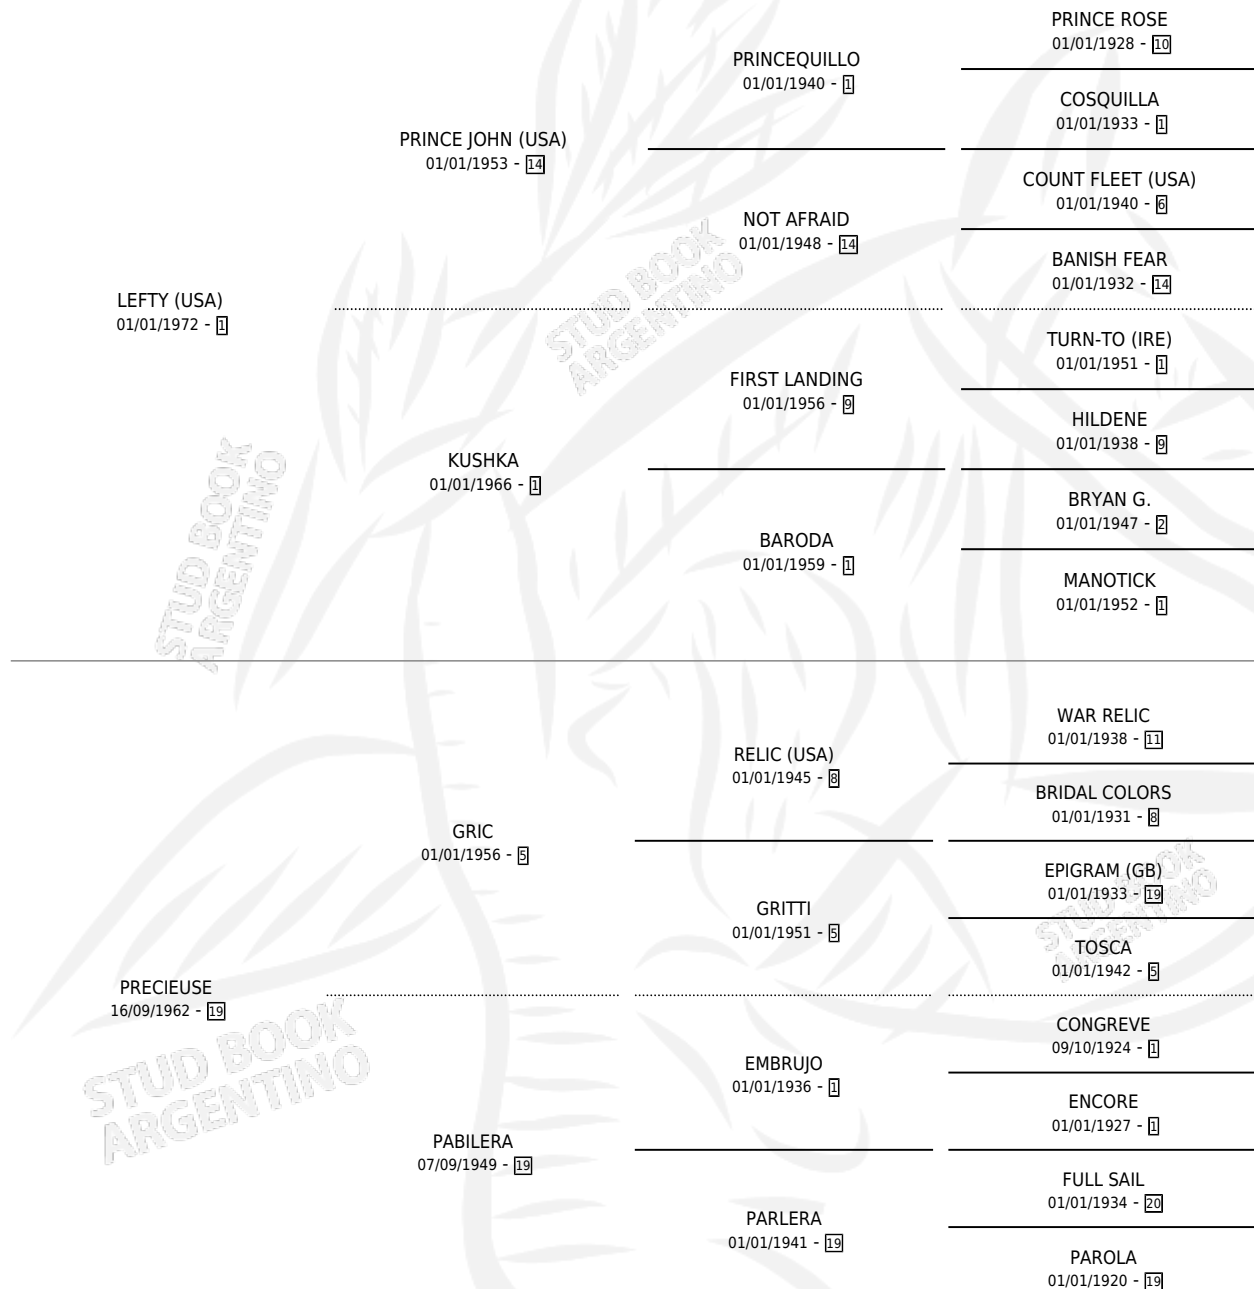 PRINCE ROSE
01/01/1928 - 10
PRINCEQUILLO
01/01/1940 - 1
COSQUILLA
01/01/1933 - 1
PRINCE JOHN (USA)
01/01/1953 - 14
COUNT FLEET (USA)
01/01/1940 - 6
NOT AFRAID
01/01/1948 - 14
BANISH FEAR
01/01/1932 - 14
LEFTY (USA)
01/01/1972 - 1
TURN-TO (IRE)
01/01/1951 - 1
FIRST LANDING
01/01/1956 - 9
HILDENE
01/01/1938 - 9
KUSHKA
01/01/1966 - 1
BRYAN G.
01/01/1947 - 2
BARODA
01/01/1959 - 1
MANOTICK
01/01/1952 - 1
WAR RELIC
01/01/1938 - 11
RELIC (USA)
01/01/1945 - 8
BRIDAL COLORS
01/01/1931 - 8
GRIC
01/01/1956 - 5
EPIGRAM (GB)
01/01/1933 - 19
GRITTI
01/01/1951 - 5
TOSCA
01/01/1942 - 5
PRECIEUSE
16/09/1962 - 19
CONGREVE
09/10/1924 - 1
EMBRUJO
01/01/1936 - 1
ENCORE
01/01/1927 - 1
PABILERA
07/09/1949 - 19
FULL SAIL
01/01/1934 - 20
PARLERA
01/01/1941 - 19
PAROLA
01/01/1920 - 19
STUD BOOK
ARGENTINO
STUD BOOK
ARGENTINO
STUD BOOK
ARGENTINO
STUD BOOK
ARGENTINO